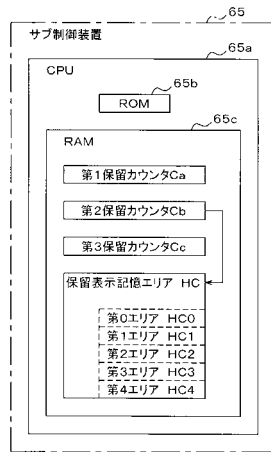 65
サブ制御装置
65a
CPU
65b
ROM
65c
RAM
第1保留カウンタCa
第2保留カウンタCb
第3保留カウンタCc
保留表示記憶エリア HC
第0エリア HC0
第1エリア HC1
第2エリア HC2
第3エリア HC3
第4エリア HC4